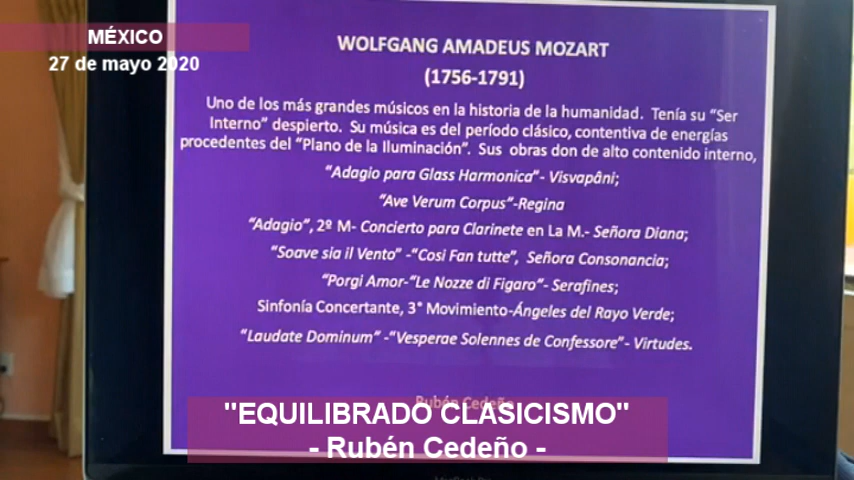 MÉXICO
27 de mayo 2020
WOLFGANG AMADEUS MOZART
(1756-1791)
Uno de los más grandes músicos en la historia de la humanidad. Tenía su “Ser
Interno” despierto. Su música es del período clásico, contentiva de energías
procedentes del “Plano de la Iluminación”. Sus obras don de alto contenido interno,
“Adagio para Glass Harmonica”- Visvapâni;
“Ave Verum Corpus”-Regina
“Adagio”, 2º M- Concierto para Clarinete en La M.- Señora Diana;
“Soave sia il Vento” -“Cosi Fan tutte”, Señora Consonancia;
“Porgi Amor-“Le Nozze di Figaro”- Serafines;
Sinfonía Concertante, 3° Movimiento-Ángeles del Rayo Verde;
“Laudate Dominum” -“Vesperae Solennes de Confessore”- Virtudes.
Rubén Cedeño
"EQUILIBRADO CLASICISMO"
- Rubén Cedeño -